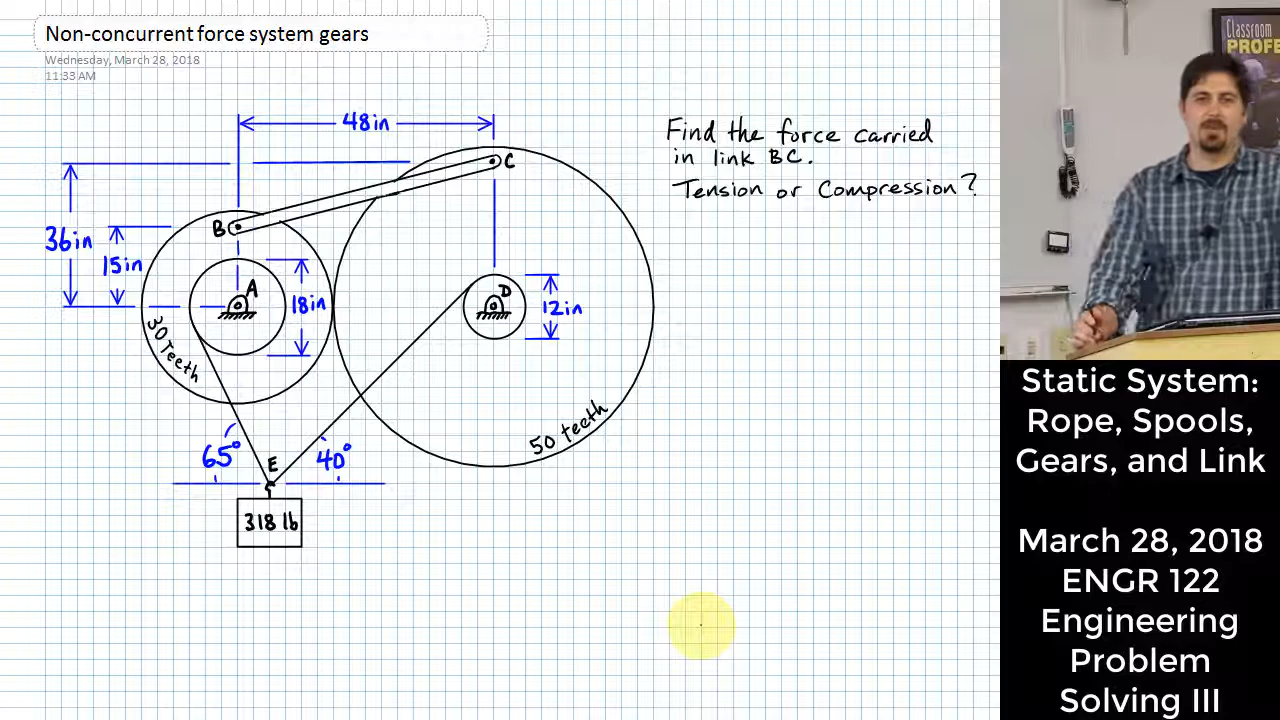 Non-concurrent force system gears
Wednesday, March 28, 2018
11:33 AM
48in
Find the force carried
in link BC.
Tension or Compression?
C
B
36in
15in
A
18in
D
12in
30 Teeth
50 teeth
65°
E
40°
318 lb
Classroom
PROFE
Static System:
Rope, Spools,
Gears, and Link
March 28, 2018
ENGR 122
Engineering
Problem
Solving III